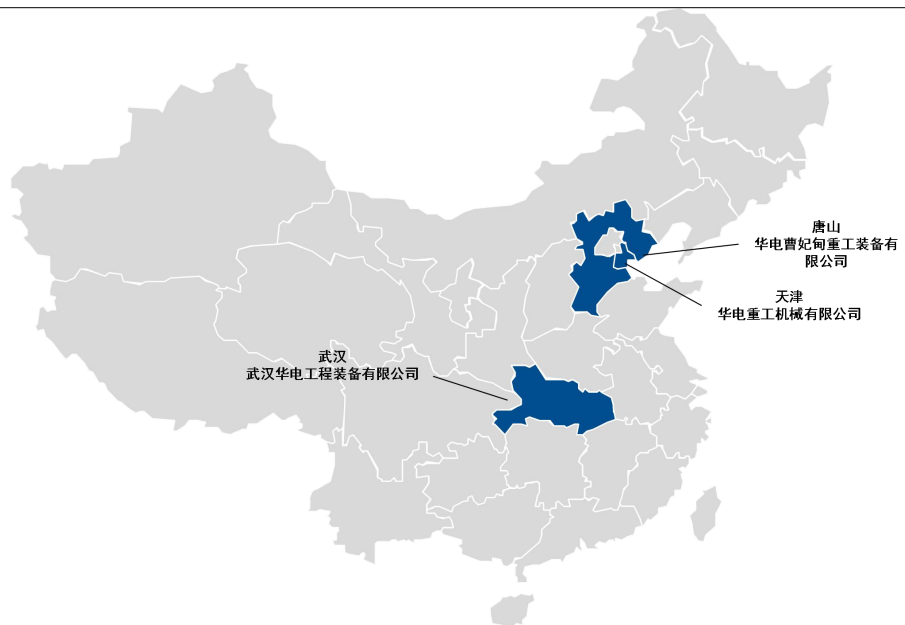 唐山
华电曹妃甸重工装备有
限公司
天津
华电重工机械有限公司
武汉
武汉华电工程装备有限公司